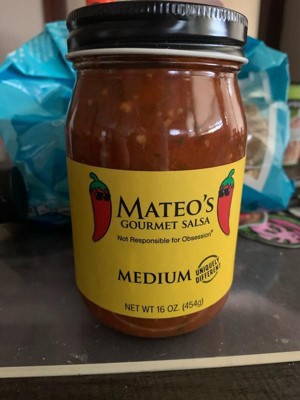 MATEO'S
GOURMET SALSA
Not Responsible for Obsession®
MEDIUM
UNIQUELY
DIFFERENT
NET WT 16 OZ. (454g)